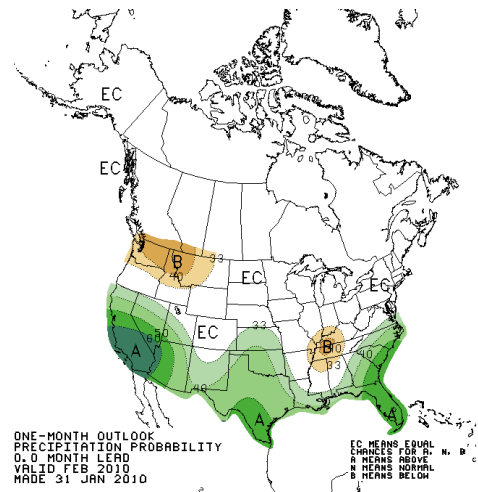 EC
EC
33
B
40
EC
EC
50
60
EC
33
A
B
40
33
40
40
A
A
ONE-MONTH OUTLOOK
PRECIPITATION PROBABILITY
0.0 MONTH LEAD
VALID FEB 2010
MADE 31 JAN 2010
EC MEANS EQUAL
CHANCES FOR A, N, B
A MEANS ABOVE
N MEANS NORMAL
B MEANS BELOW